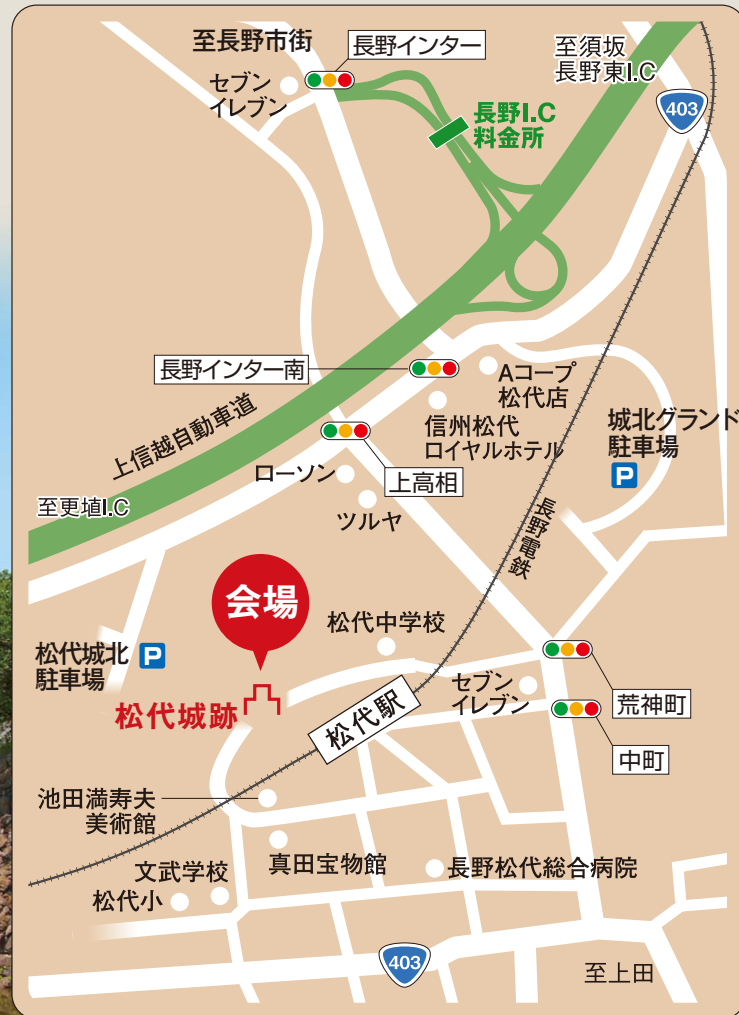 至長野市街
長野インター
至須坂
長野東I.C
セブン
イレブン
403
長野I.C
料金所
長野インター南
Aコープ
松代店
上信越自動車道
信州松代
ロイヤルホテル
城北グランド
駐車場
P
ローソン
上高相
至更埴I.C
ツルヤ
長野電鉄
会場
松代中学校
松代城北
駐車場
P
セブン
イレブン
荒神町
松代城跡
松代駅
中町
池田満寿夫
美術館
真田宝物館
長野松代総合病院
文武学校
松代小
403
至上田